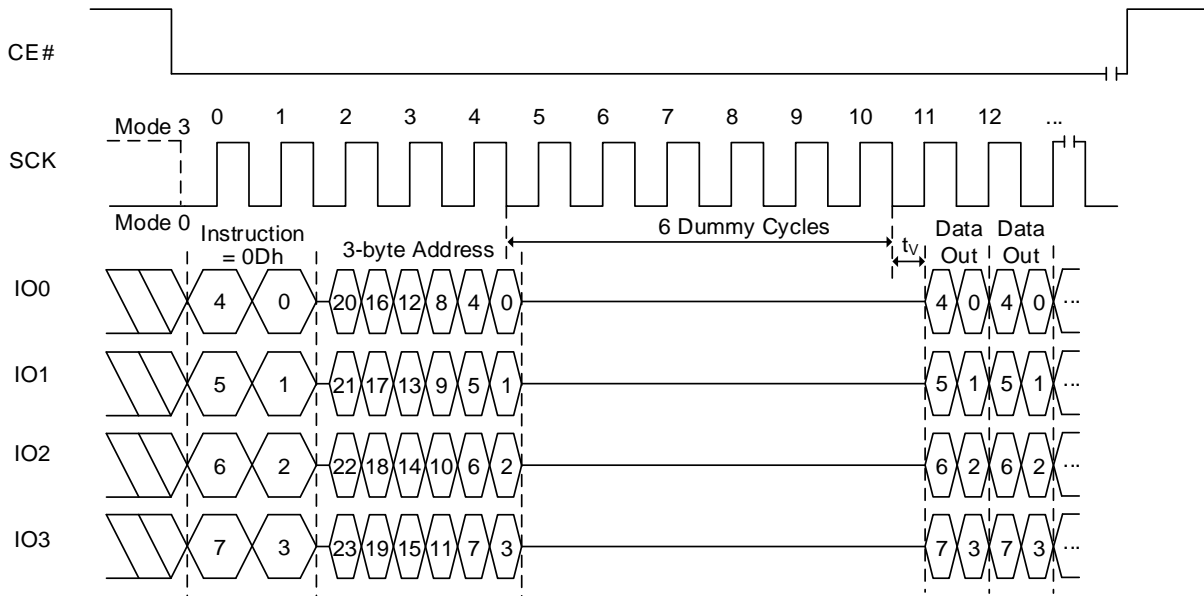 CE#
0 1 2 3 4 5 6 7 8 9 10 11 12 ...
Mode 3
SCK
Mode 0
Instruction = 0Dh
3-byte Address
6 Dummy Cycles
tV
Data Out
Data Out
IO0 4 0 20 16 12 8 4 0 4 0 4 0 ...
IO1 5 1 21 17 13 9 5 1 5 1 5 1 ...
IO2 6 2 22 18 14 10 6 2 6 2 6 2 ...
IO3 7 3 23 19 15 11 7 3 7 3 7 3 ...